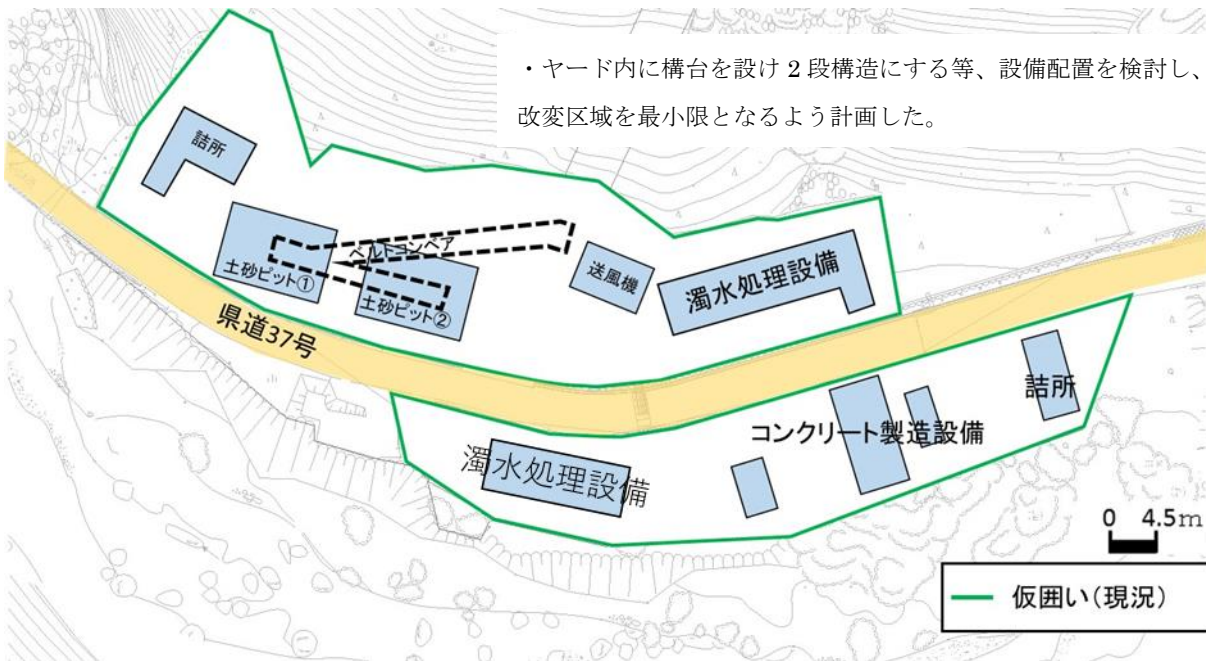 ・ヤード内に構台を設け 2 段構造にする等、設備配置を検討し、
改変区域を最小限となるよう計画した。
詰所
ベルトコンベア
土砂ピット①
土砂ピット②
送風機
濁水処理設備
県道37号
詰所
コンクリート製造設備
濁水処理設備
0 4.5m
仮囲い(現況)